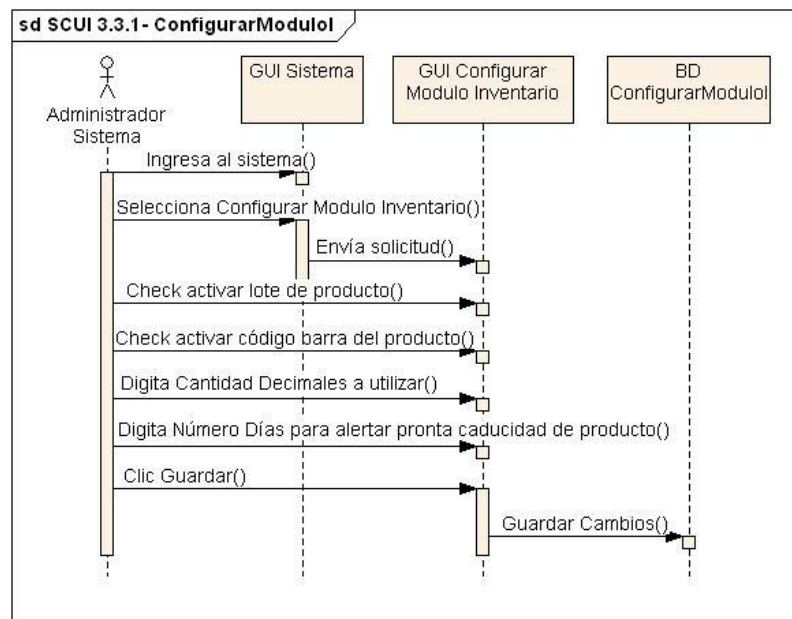 sd SCUI 3.3.1- ConfigurarModuloI
Administrador
Sistema
GUI Sistema
GUI Configurar
Modulo Inventario
BD
ConfigurarModuloI
Ingresa al sistema()
Selecciona Configurar Modulo Inventario()
Envía solicitud()
Check activar lote de producto()
Check activar código barra del producto()
Digita Cantidad Decimales a utilizar()
Digita Número Días para alertar pronta caducidad de producto()
Clic Guardar()
Guardar Cambios()